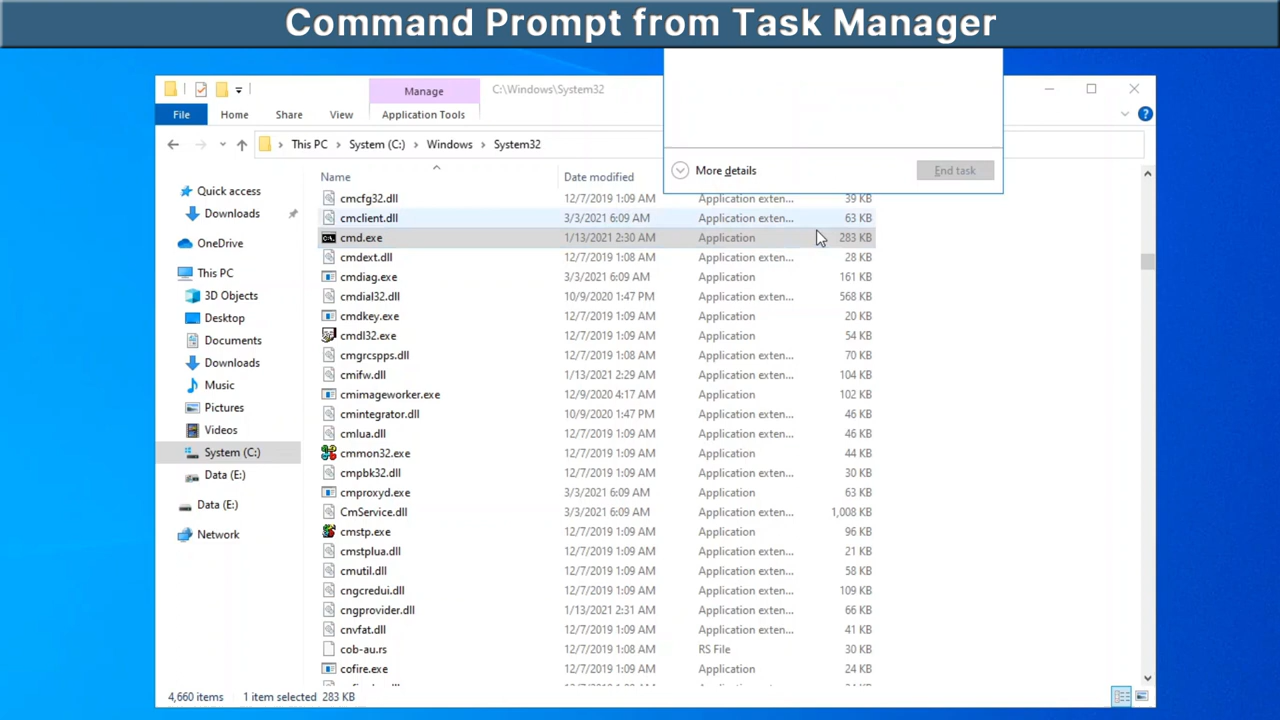 Command Prompt from Task Manager
Manage
C:\Windows\System32
File
Home
Share
View
Application Tools
This PC
System (C:)
Windows
System32
More details
End task
Name
Date modified
Quick access
Downloads
OneDrive
This PC
3D Objects
Desktop
Documents
Downloads
Music
Pictures
Videos
System (C:)
Data (E:)
Data (E:)
Network
cmcfg32.dll 12/7/2019 1:09 AM Application exten... 39 KB
cmclient.dll 3/3/2021 6:09 AM Application exten... 63 KB
cmd.exe 1/13/2021 2:30 AM Application 283 KB
cmdext.dll 12/7/2019 1:08 AM Application exten... 28 KB
cmdiag.exe 3/3/2021 6:09 AM Application 161 KB
cmdial32.dll 10/9/2020 1:47 PM Application exten... 568 KB
cmdkey.exe 12/7/2019 1:09 AM Application 20 KB
cmdl32.exe 12/7/2019 1:09 AM Application 54 KB
cmgrcspps.dll 12/7/2019 1:08 AM Application exten... 70 KB
cmifw.dll 1/13/2021 2:29 AM Application exten... 104 KB
cmimageworker.exe 12/9/2020 4:17 AM Application 102 KB
cmintegrator.dll 10/9/2020 1:47 PM Application exten... 46 KB
cmlua.dll 12/7/2019 1:09 AM Application exten... 46 KB
cmmon32.exe 12/7/2019 1:09 AM Application 44 KB
cmpbk32.dll 12/7/2019 1:09 AM Application exten... 30 KB
cmproxyd.exe 3/3/2021 6:09 AM Application 63 KB
CmService.dll 3/3/2021 6:09 AM Application exten... 1,008 KB
cmstp.exe 12/7/2019 1:09 AM Application 96 KB
cmstplua.dll 12/7/2019 1:09 AM Application exten... 21 KB
cmutil.dll 12/7/2019 1:09 AM Application exten... 58 KB
cngcredui.dll 12/7/2019 1:09 AM Application exten... 109 KB
cngprovider.dll 1/13/2021 2:31 AM Application exten... 66 KB
cnvfat.dll 12/7/2019 1:09 AM Application exten... 41 KB
cob-au.rs 12/7/2019 1:08 AM RS File 30 KB
cofire.exe 12/7/2019 1:09 AM Application 24 KB
4,660 items
1 item selected 283 KB